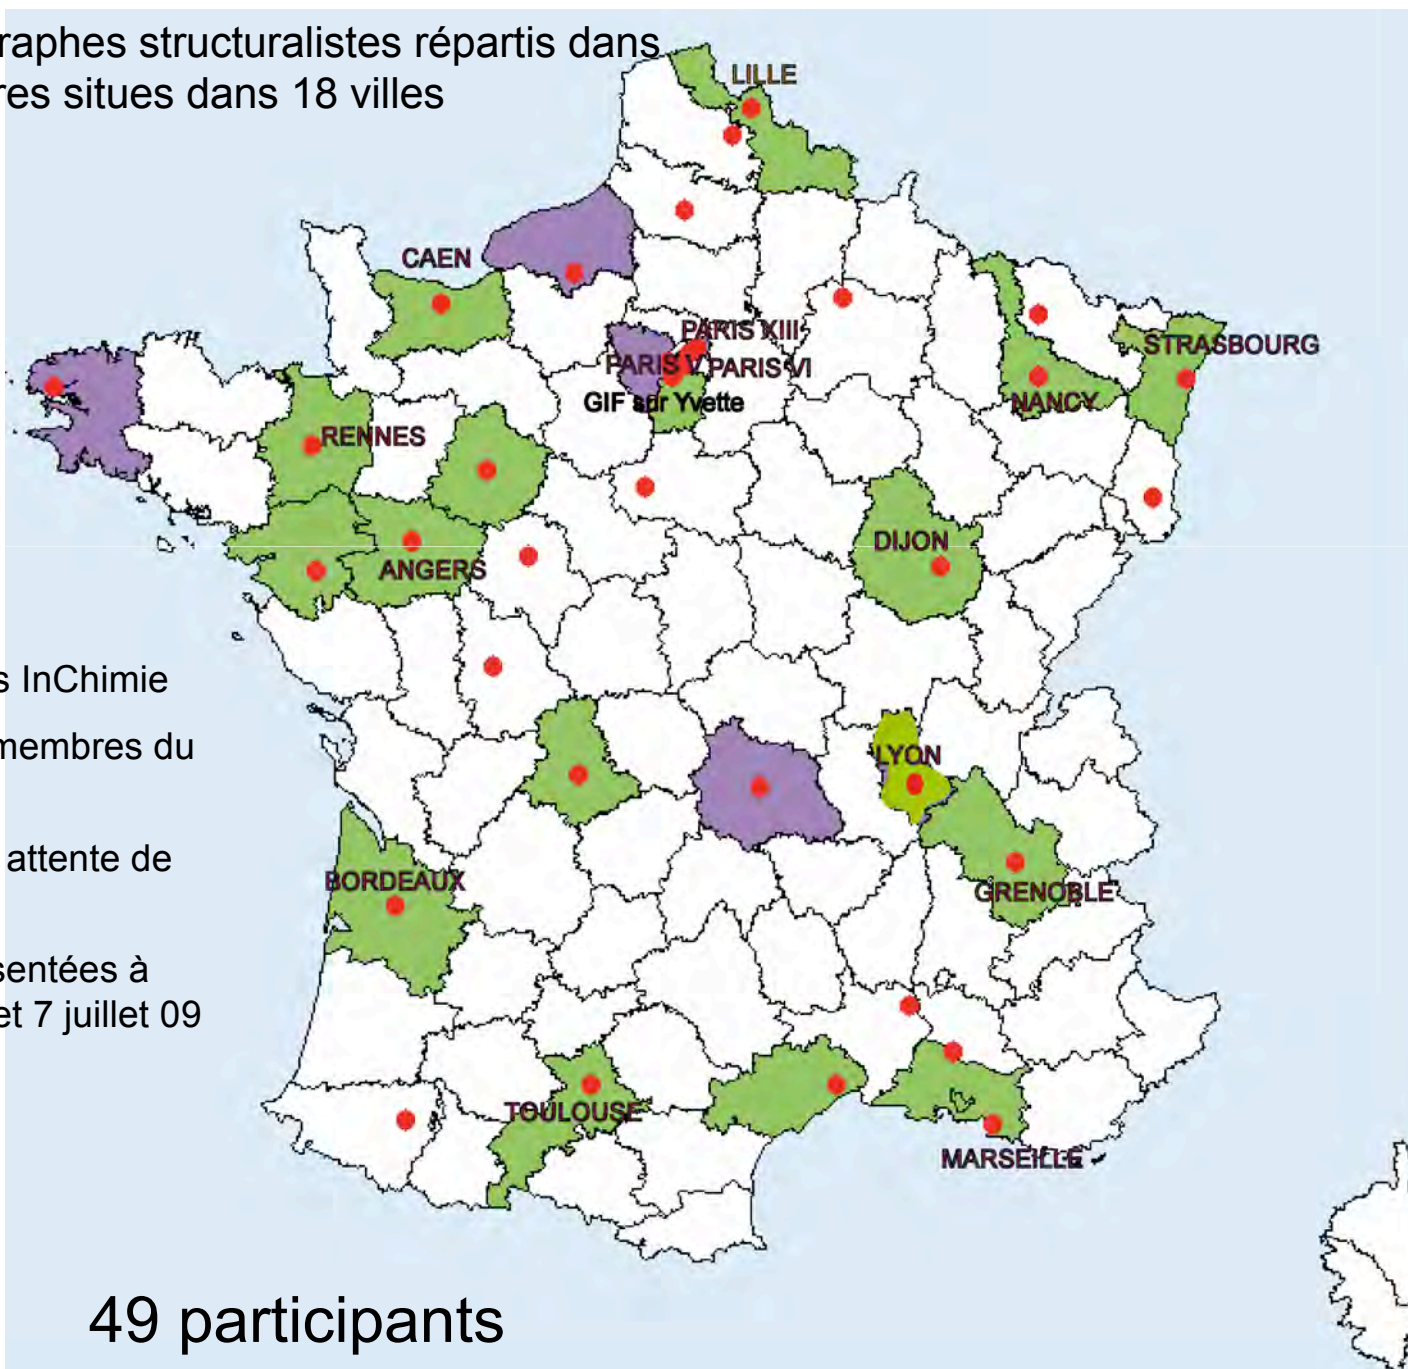 raphes structuralistes répartis dans
res situes dans 18 villes
LILLE
CAEN
PARIS XIII
STRASBOURG
PARIS V PARIS VI
GIF sur Yvette
NANCY
RENNES
DIJON
ANGERS
s InChimie
membres du
LYON
attente de
BORDEAUX
GRENOBLE
sentées à
et 7 juillet 09
TOULOUSE
MARSEILLE
49 participants